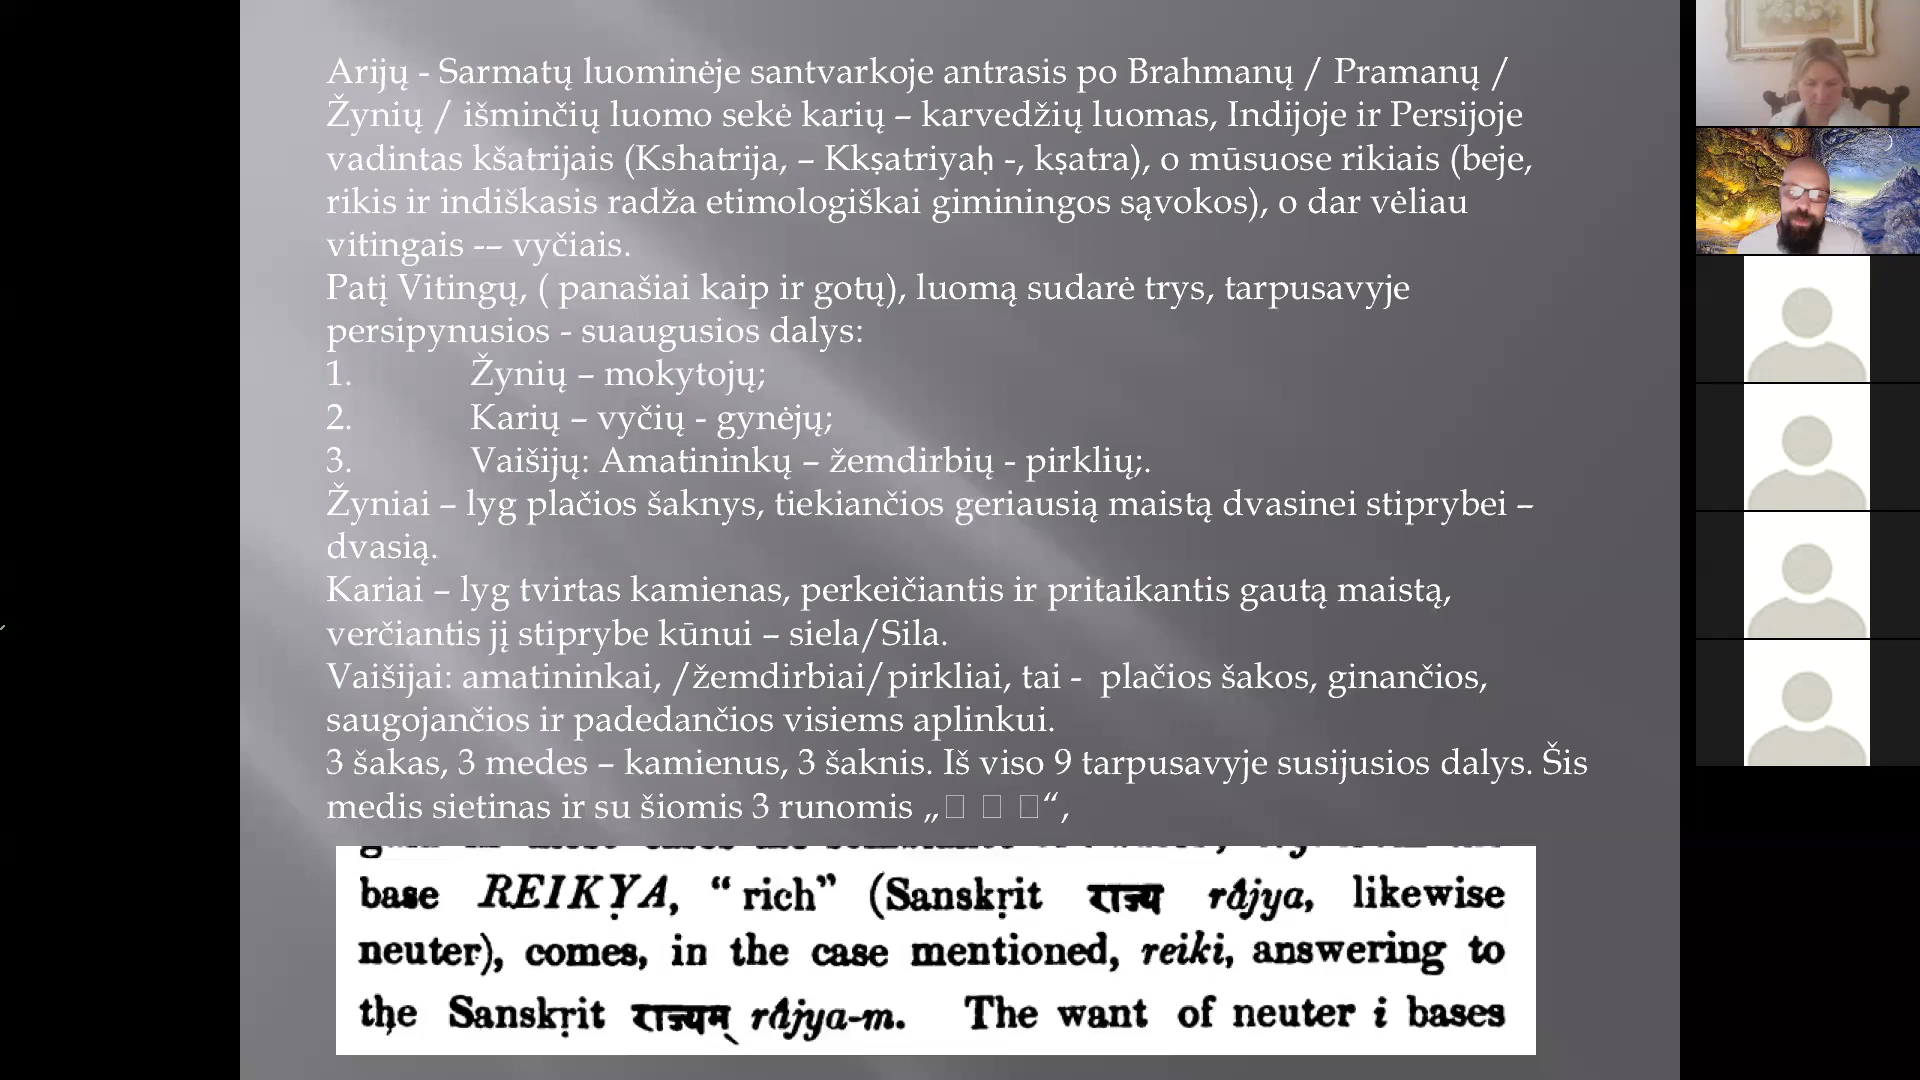 Arijų - Sarmatų luominėje santvarkoje antrasis po Brahmanų / Pramanų /
Žynių / išminčių luomo sekė karių – karvedžių luomas, Indijoje ir Persijoje
vadintas kšatrijais (Kshatrija, – Kkṣatriyaḥ -, kṣatra), o mūsuose rikiais (beje,
rikis ir indiškasis radža etimologiškai giminingos sąvokos), o dar vėliau
vitingais -– vyčiais.
Patį Vitingų, ( panašiai kaip ir gotų), luomą sudarė trys, tarpusavyje
persipynusios - suaugusios dalys:
1. Žynių – mokytojų;
2. Karių – vyčių - gynėjų;
3. Vaišijų: Amatininkų – žemdirbių - pirklių;.
Žyniai – lyg plačios šaknys, tiekiančios geriausią maistą dvasinei stiprybei –
dvasią.
Kariai – lyg tvirtas kamienas, perkeičiantis ir pritaikantis gautą maistą,
verčiantis jį stiprybe kūnui – siela/Sila.
Vaišijai: amatininkai, /žemdirbiai/pirkliai, tai - plačios šakos, ginančios,
saugojančios ir padedančios visiems aplinkui.
3 šakas, 3 medes – kamienus, 3 šaknis. Iš viso 9 tarpusavyje susijusios dalys. Šis
medis sietinas ir su šiomis 3 runomis „□ □ □“,
base REIKỴA, “rich” (Sanskṛit राज्य rájya, likewise
neuter), comes, in the case mentioned, reiki, answering to
the Sanskṛit राज्यम् rájya-m. The want of neuter i bases